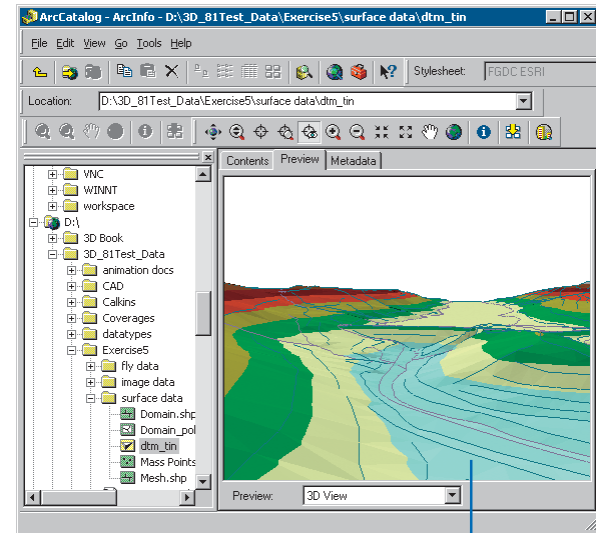 ArcCatalog - ArcInfo - D:\3D_81Test_Data\Exercise5\surface data\dtm_tin
File Edit View Go Tools Help
Stylesheet: FGDC ESRI
Location: D:\3D_81Test_Data\Exercise5\surface data\dtm_tin
Contents Preview Metadata
VNC
WINNT
workspace
D:\
3D Book
3D_81Test_Data
animation docs
CAD
Calkins
Coverages
datatypes
Exercise5
fly data
image data
surface data
Domain.shp
Domain_pol
dtm_tin
Mass Points
Mesh.shp
Preview: 3D View